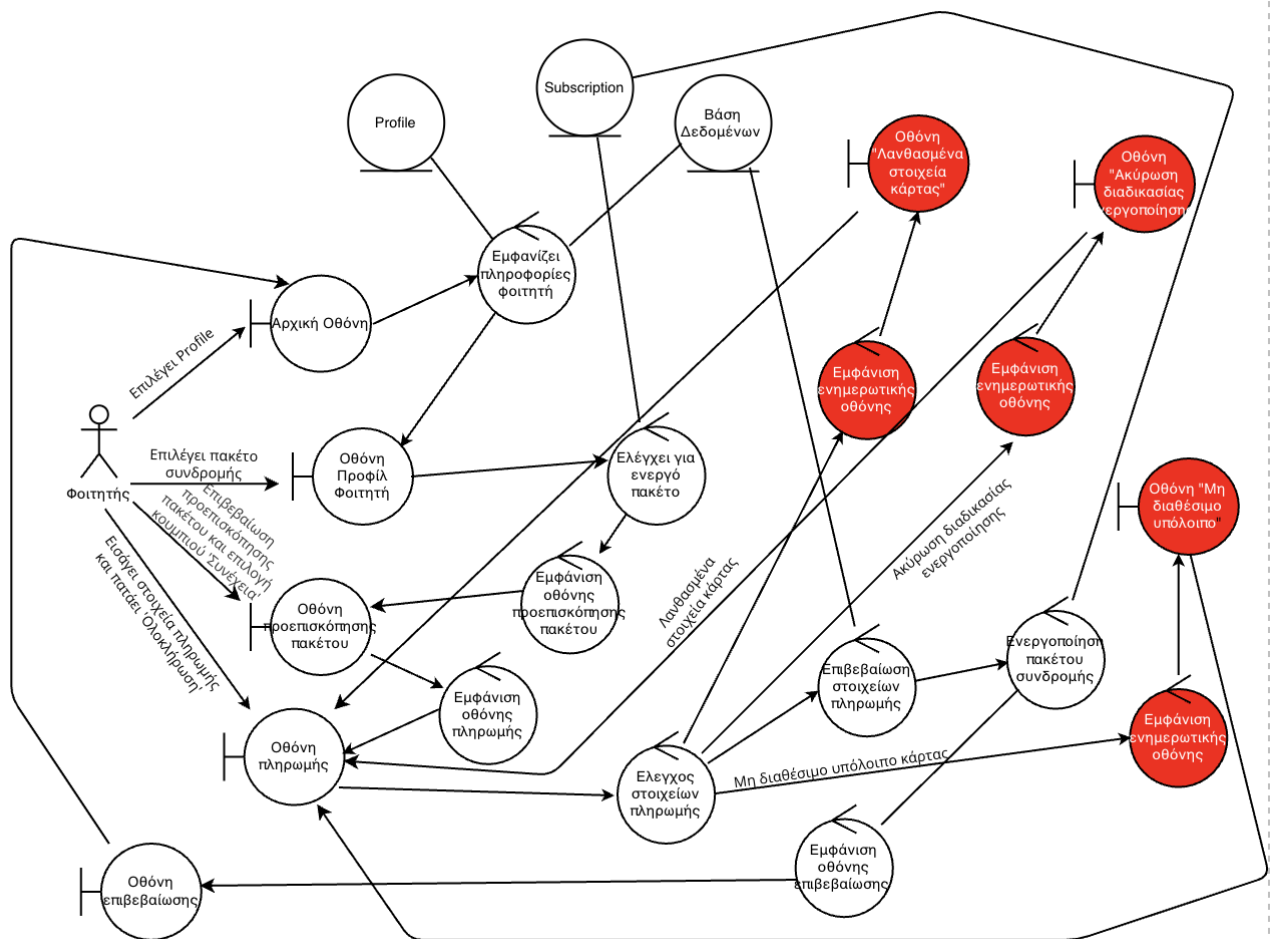 Subscription
Profile
Βάση
Δεδομένων
Οθόνη
"Λανθασμένα
στοιχεία
κάρτας"
Οθόνη
"Ακύρωση
διαδικασίας
Εμφανίζει
πληροφορίες
φοιτητή
Αρχική Οθόνη
Επιλέγει Profile
Εμφάνιση
ενημερωτικής
οθόνης
Εμφάνιση
ενημερωτικής
οθόνης
Φοιτητής
Επιλέγει πακέτο
συνδρομής
Οθόνη
Προφίλ
Φοιτητή
Ελέγχει για
ενεργό
πακέτο
Οθόνη "Μη
διαθέσιμο
υπόλοιπο"
Επιβεβαίωση
προεπισκόπησης
πακέτου και επιλογή
κουμπιού 'Συνέχεια'
Εισάγει στοιχεία πληρωμής
και πατάει 'Ολοκλήρωση'
Οθόνη
προεπισκόπησης
πακέτου
Εμφάνιση
οθόνης
προεπισκόπησης
πακέτου
Λανθασμένα
στοιχεία κάρτας
Ακύρωση διαδικασίας
ενεργοποίησης
Εμφάνιση
οθόνης
πληρωμής
Επιβεβαίωση
στοιχείων
πληρωμής
Ενεργοποίηση
πακέτου
συνδρομής
Οθόνη
πληρωμής
Ελεγχος
στοιχείων
πληρωμής
Μη διαθέσιμο υπόλοιπο κάρτας
Εμφάνιση
ενημερωτικής
οθόνης
Οθόνη
επιβεβαίωσης
Εμφάνιση
οθόνης
επιβεβαίωσης